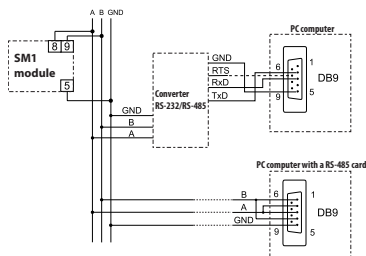 A B GND
8 9
SM1
module
5
PC computer
GND
RTS
RxD
TxD
6
1
DB9
9
5
Converter
RS-232/RS-485
GND
B
A
PC computer with a RS-485 card
B
A
GND
6
1
DB9
9
5